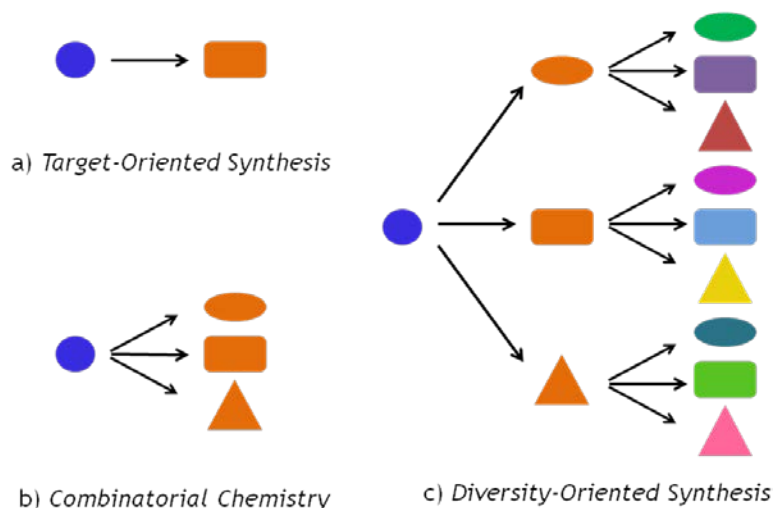 a) Target-Oriented Synthesis
b) Combinatorial Chemistry
c) Diversity-Oriented Synthesis